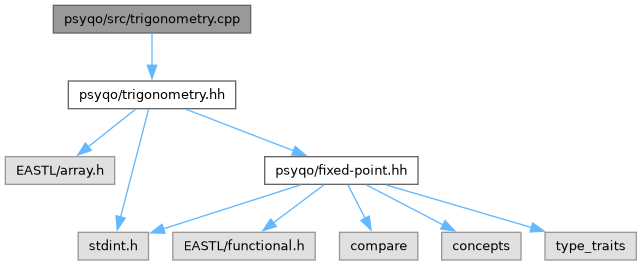 psyqo/src/trigonometry.cpp
psyqo/trigonometry.hh
EASTL/array.h
psyqo/fixed-point.hh
stdint.h
EASTL/functional.h
compare
concepts
type_traits